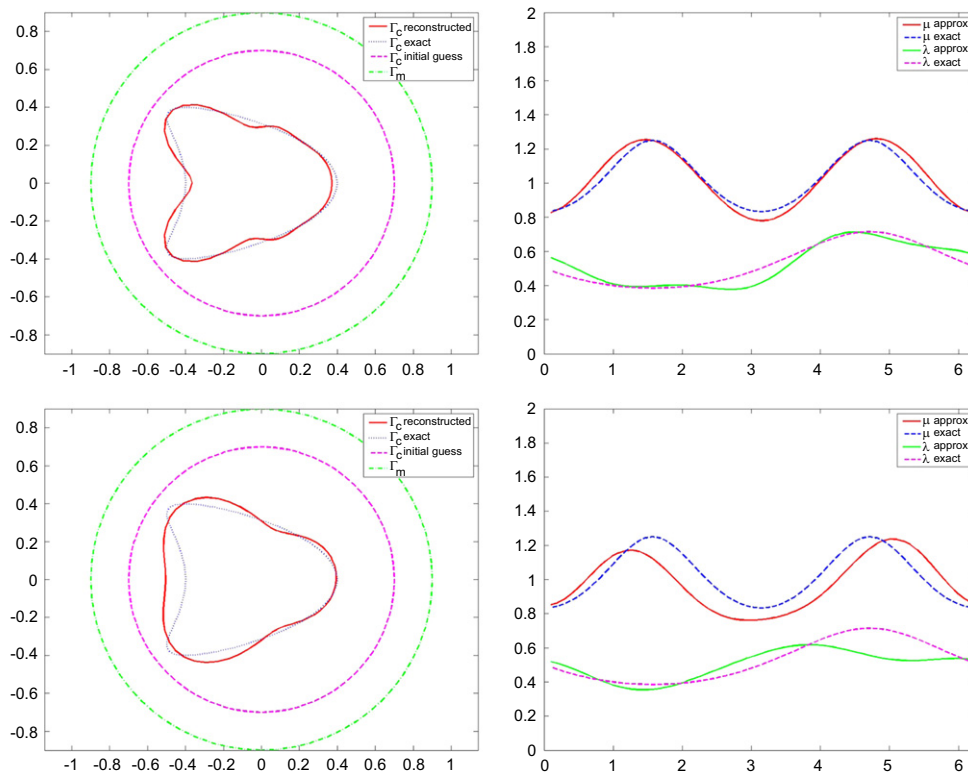 0.8
0.6
0.4
0.2
0
-0.2
-0.4
-0.6
-0.8
-1 -0.8 -0.6 -0.4 -0.2 0 0.2 0.4 0.6 0.8 1
Γc reconstructed
Γc exact
Γc initial guess
Γm
2
1.8
1.6
1.4
1.2
1
0.8
0.6
0.4
0.2
0
0 1 2 3 4 5 6
μ approx
μ exact
λ approx
λ exact
0.8
0.6
0.4
0.2
0
-0.2
-0.4
-0.6
-0.8
-1 -0.8 -0.6 -0.4 -0.2 0 0.2 0.4 0.6 0.8 1
Γc reconstructed
Γc exact
Γc initial guess
Γm
2
1.8
1.6
1.4
1.2
1
0.8
0.6
0.4
0.2
0
0 1 2 3 4 5 6
μ approx
μ exact
λ approx
λ exact